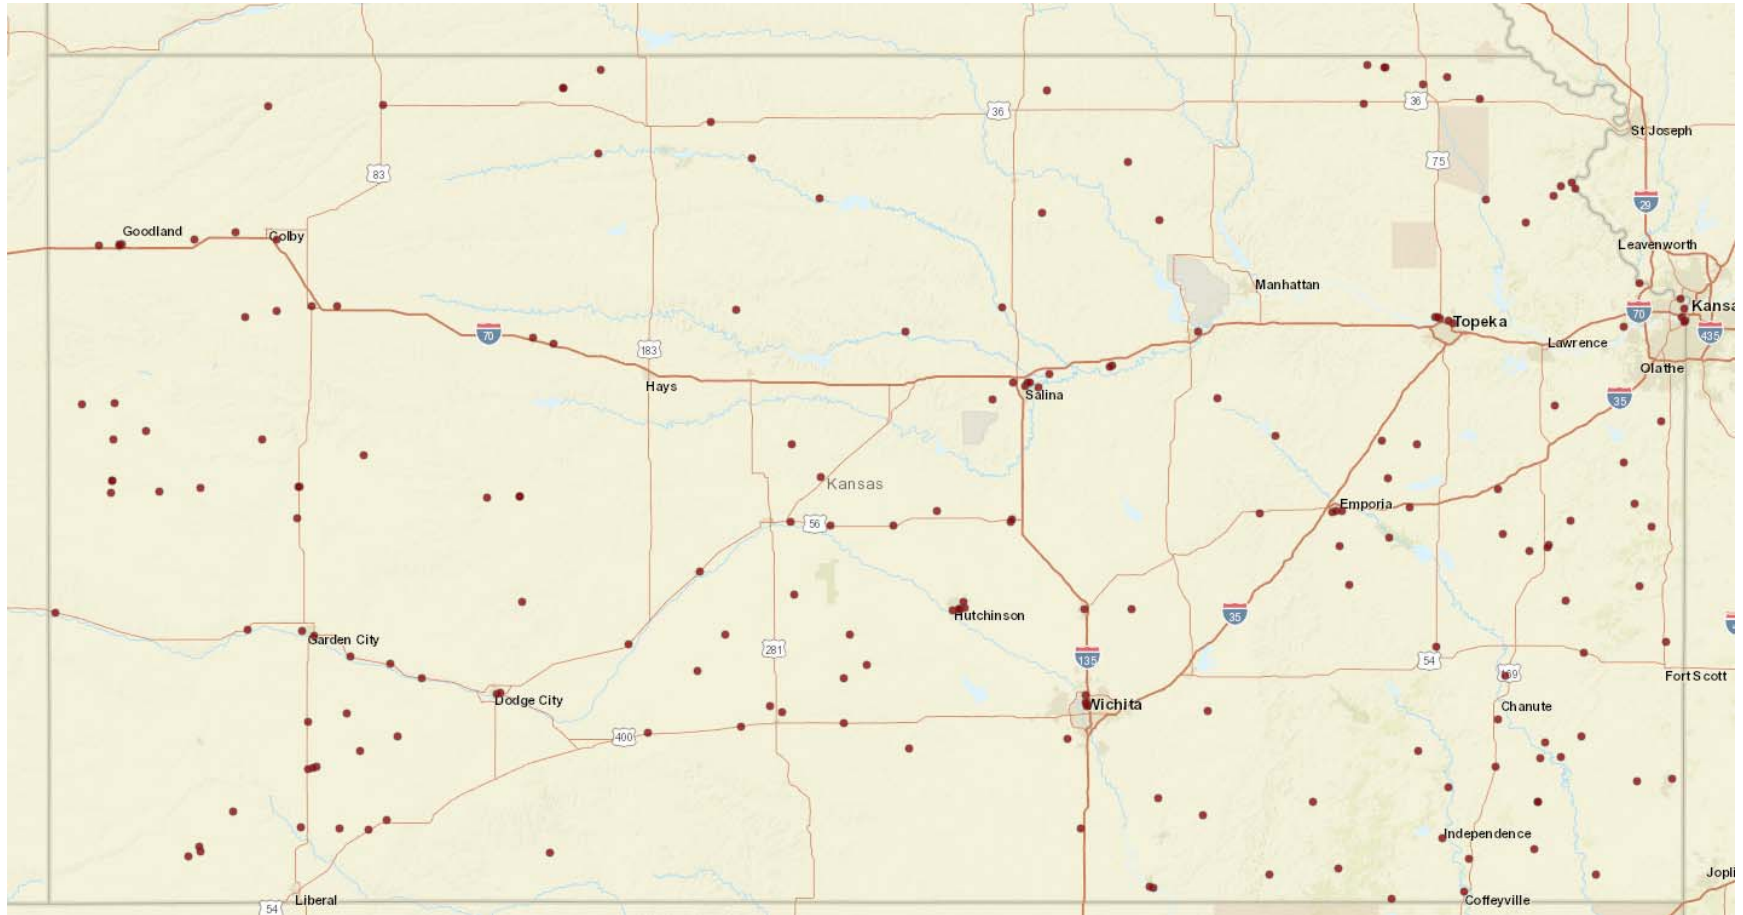 36
36
St Joseph
75
83
29
Goodland
Colby
Leavenworth
Manhattan
Kansa
70
Topeka
70
435
183
Lawrence
Hays
Olathe
Salina
35
Kansas
Emporia
56
Hutchinson
35
Garden City
281
135
54
169
Fort Scott
Dodge City
Wichita
Chanute
400
Independence
Jopli
Liberal
54
Coffeyville